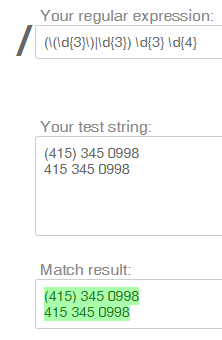 Your regular expression:
/
(\(\d{3}\)|\d{3}) \d{3} \d{4}
Your test string:
(415) 345 0998
415 345 0998
Match result:
(415) 345 0998
415 345 0998